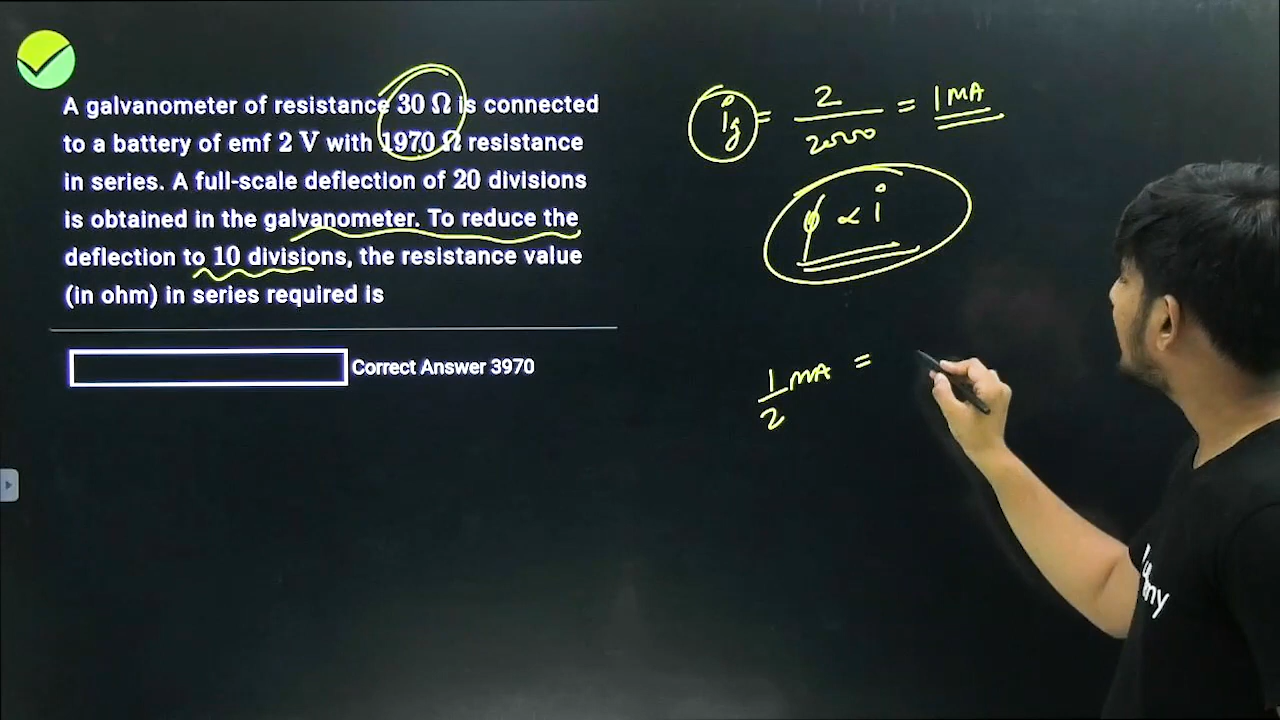 A galvanometer of resistance 30 Ω is connected
to a battery of emf 2 V with 1970 Ω resistance
in series. A full-scale deflection of 20 divisions
is obtained in the galvanometer. To reduce the
deflection to 10 divisions, the resistance value
(in ohm) in series required is
Correct Answer 3970
ig = 2/2000 = 1 MA
ϕ ∝ i
1/2 MA =